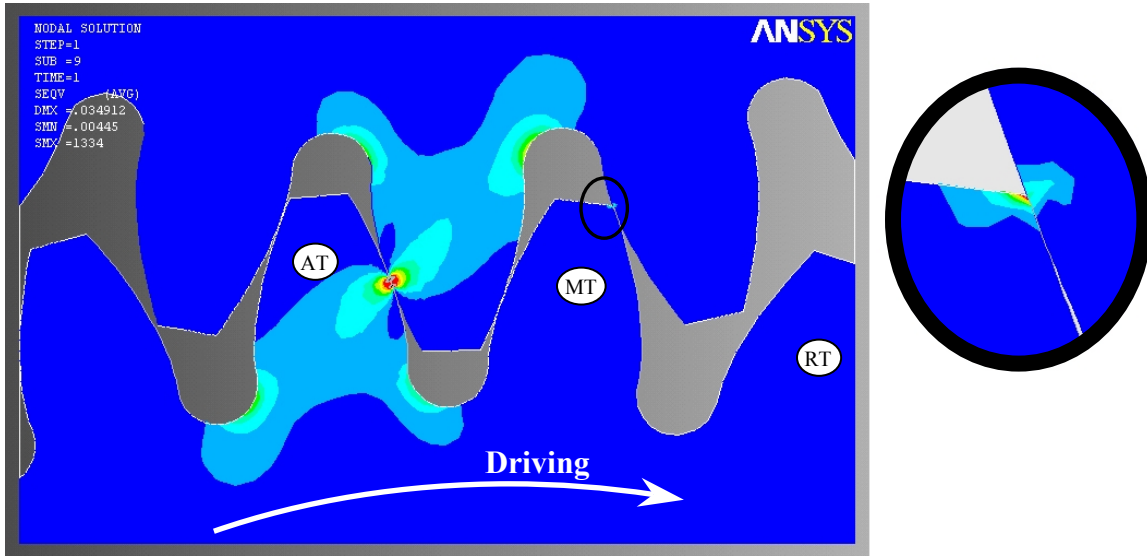 NODAL SOLUTION
STEP=1
SUB =9
TIME=1
SEQV (AVG)
DMX =.034912
SMN =.00445
SMX =1334
ANSYS
AT
MT
RT
Driving